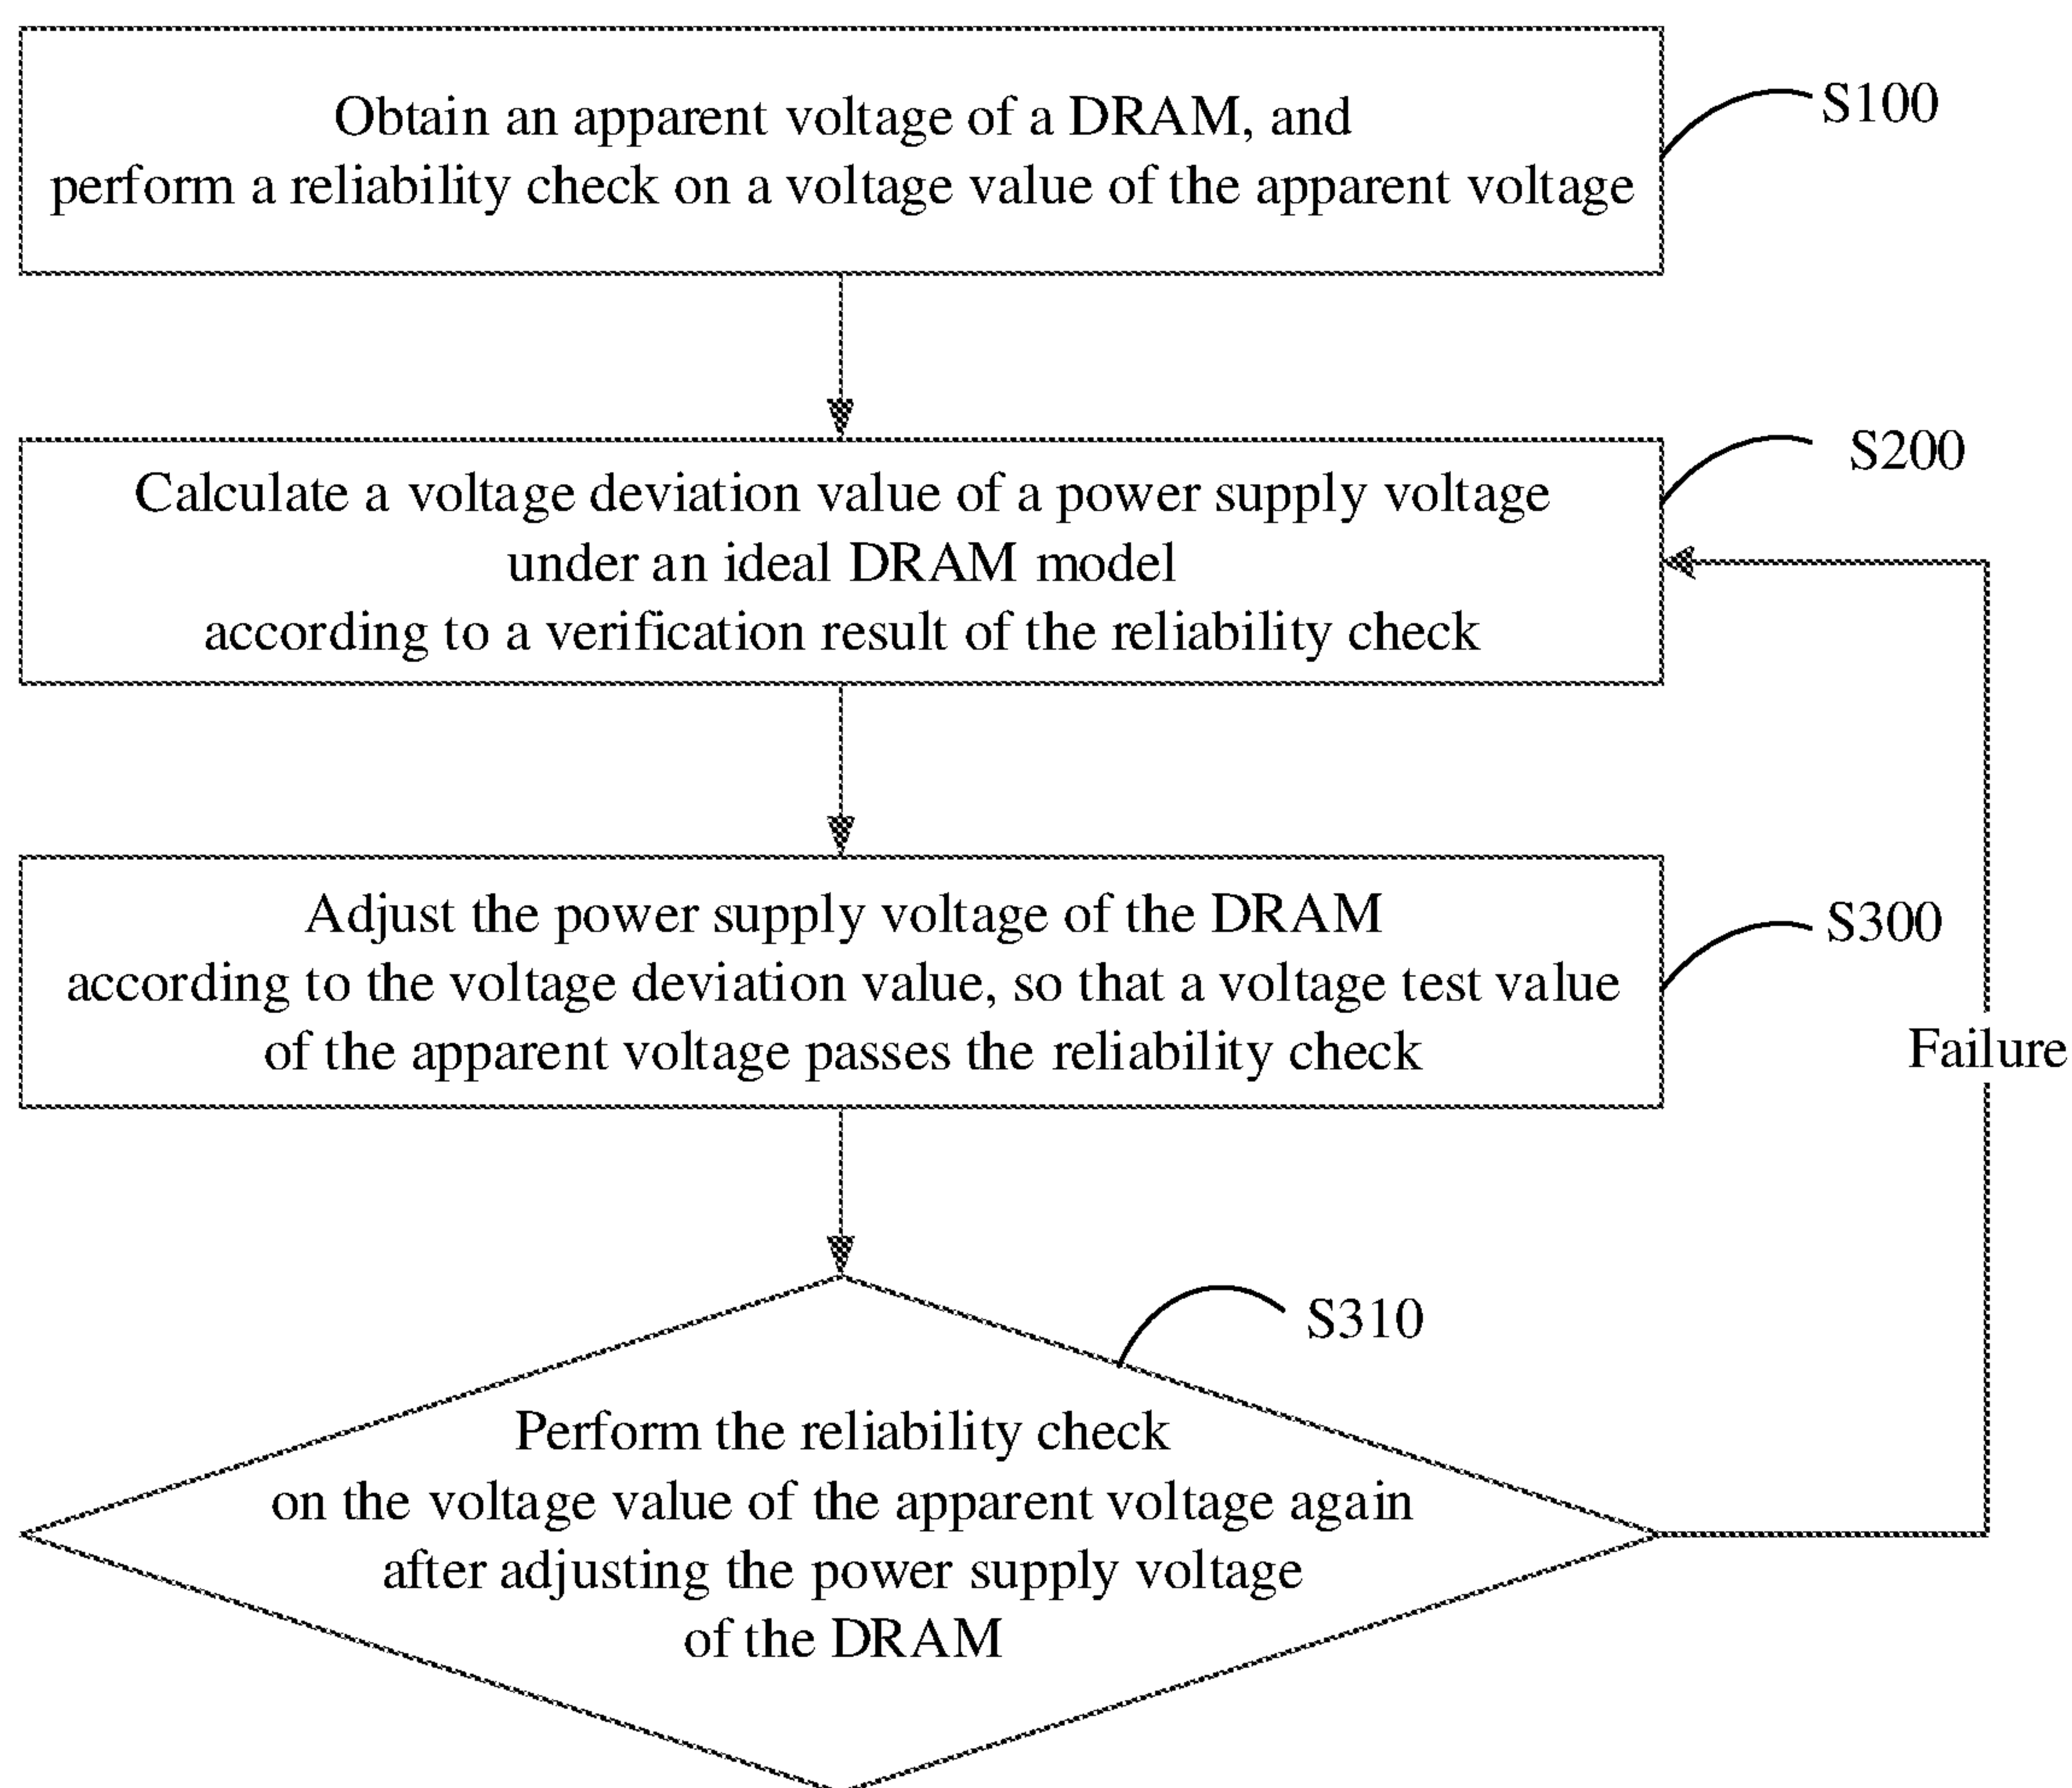 Obtain an apparent voltage of a DRAM, and
perform a reliability check on a voltage value of the apparent voltage
S100
Calculate a voltage deviation value of a power supply voltage
under an ideal DRAM model
according to a verification result of the reliability check
S200
Adjust the power supply voltage of the DRAM
according to the voltage deviation value, so that a voltage test value
of the apparent voltage passes the reliability check
S300
Failure
S310
Perform the reliability check
on the voltage value of the apparent voltage again
after adjusting the power supply voltage
of the DRAM